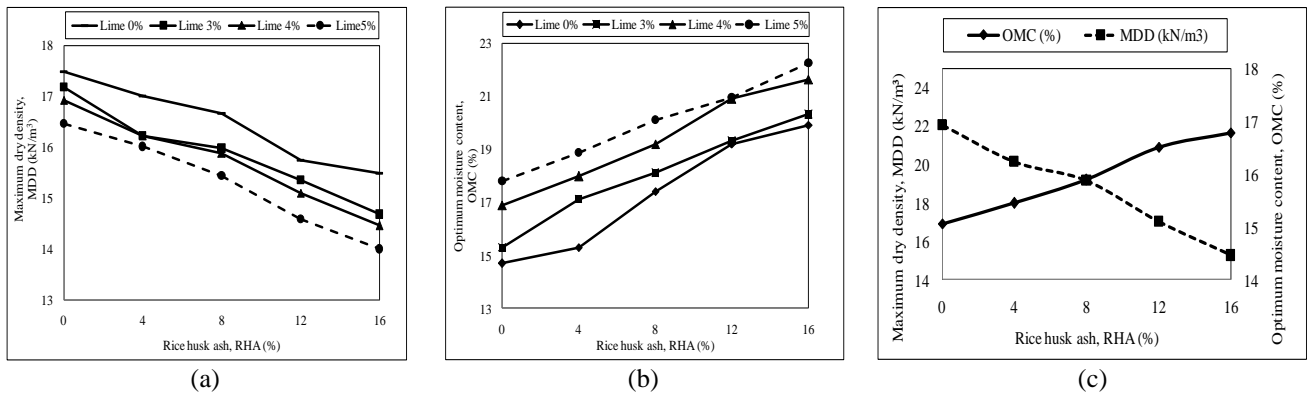 Lime 0% Lime 3% Lime 4% Lime5%
18
17
16
15
14
13
Maximum dry density,
MDD (kN/m³)
0 4 8 12 16
Rice husk ash, RHA (%)
(a)
Lime 0% Lime 3% Lime 4% Lime 5%
23
21
19
17
15
13
Optimum moisture content,
OMC (%)
0 4 8 12 16
Rice husk ash, RHA (%)
(b)
OMC (%) MDD (kN/m3)
24
22
20
18
16
14
Maximum dry density, MDD (kN/m³)
18
17
16
15
14
Optimum moisture content, OMC (%)
0 4 8 12 16
Rice husk ash, RHA (%)
(c)